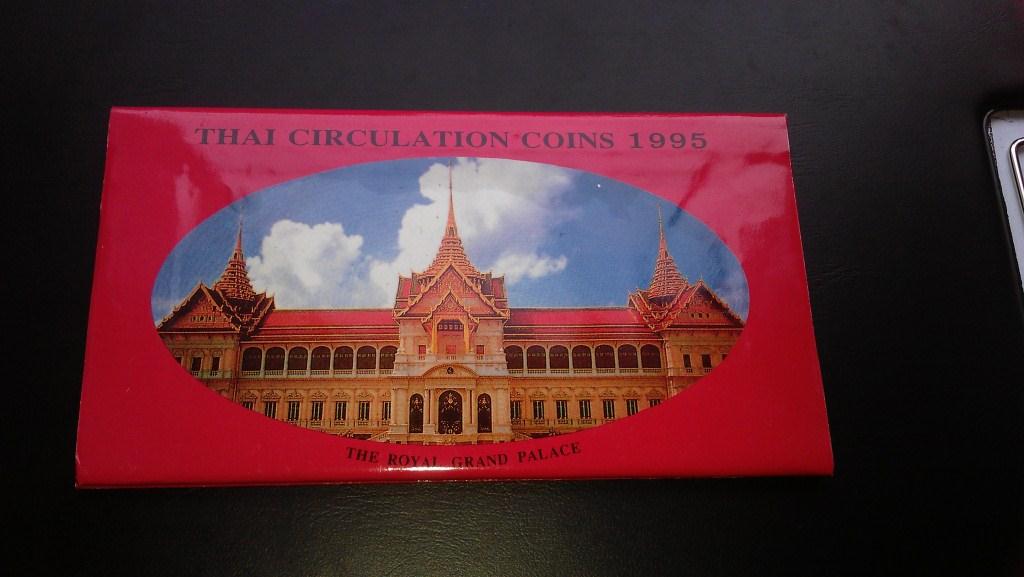 THAI CIRCULATION COINS 1995
THE ROYAL GRAND PALACE